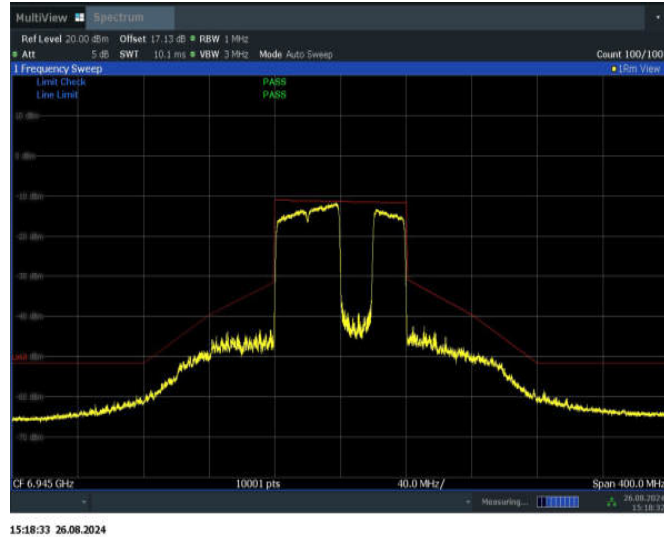 MultiView Spectrum
Ref Level 20.00 dBm Offset 17.13 dB RBW 1 MHz
Att 5 dB SWT 10.1 ms VBW 3 MHz Mode Auto Sweep Count 100/100
1 Frequency Sweep 1Rm View
Limit Check PASS
Line Limit PASS
10 dBm
0 dBm
-10 dBm
-20 dBm
-30 dBm
-40 dBm
-60 dBm
-70 dBm
CF 6.945 GHz 10001 pts 40.0 MHz/ Span 400.0 MHz
Measuring... 26.08.2024
15:18:32
15:18:33 26.08.2024